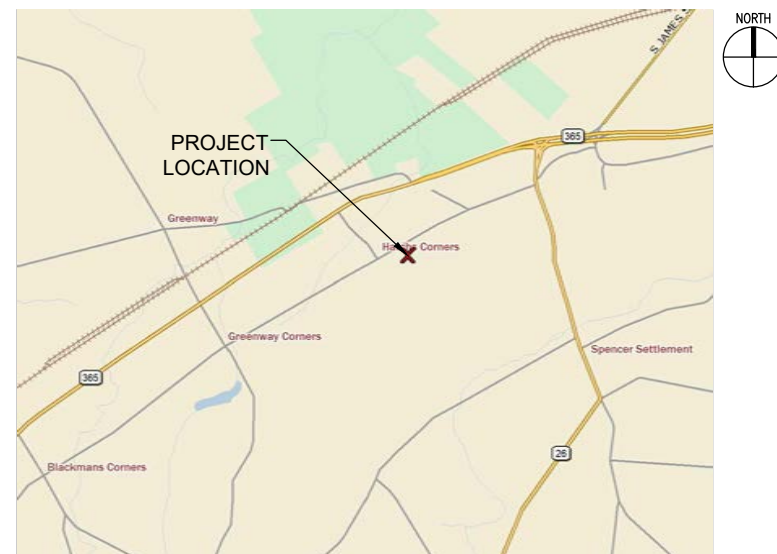 NORTH
S JAMES S
365
PROJECT
LOCATION
Greenway
Corners
Greenway Corners
Spencer Settlement
365
26
Blackmans Corners